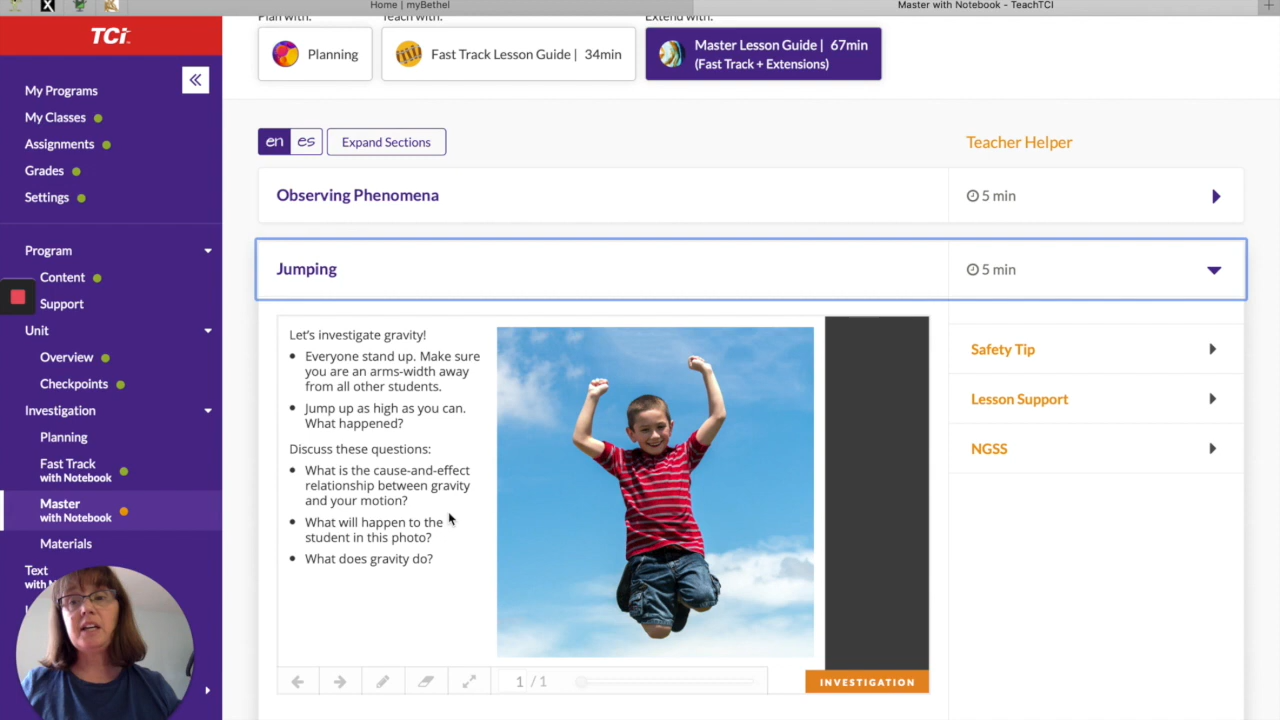 Home | myBethel
Master with Notebook - TeachTCI
Plan with:
Teach with:
Extend with:
TCi
Planning
Fast Track Lesson Guide | 34min
Master Lesson Guide | 67min
(Fast Track + Extensions)
My Programs
My Classes
Assignments
Grades
Settings
Program
Content
Support
Unit
Overview
Checkpoints
Investigation
Planning
Fast Track
with Notebook
Master
with Notebook
Materials
Text
en es
Expand Sections
Teacher Helper
Observing Phenomena
5 min
Jumping
5 min
Let's investigate gravity!
• Everyone stand up. Make sure
you are an arms-width away
from all other students.
• Jump up as high as you can.
What happened?
Discuss these questions:
• What is the cause-and-effect
relationship between gravity
and your motion?
• What will happen to the
student in this photo?
• What does gravity do?
Safety Tip
Lesson Support
NGSS
1 / 1
INVESTIGATION